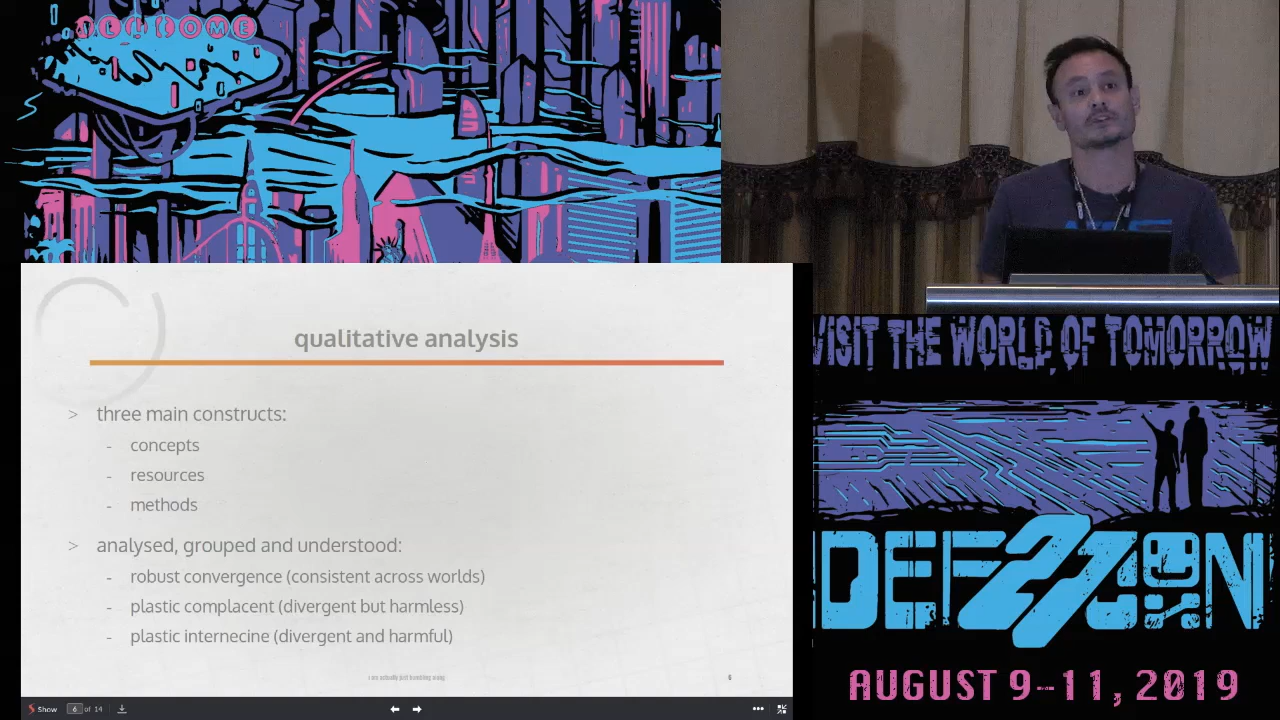 WELCOME
qualitative analysis
> three main constructs:
- concepts
- resources
- methods
> analysed, grouped and understood:
- robust convergence (consistent across worlds)
- plastic complacent (divergent but harmless)
- plastic internecine (divergent and harmful)
6
Show 6 of 14
VISIT THE WORLD OF TOMORROW
DEF 27 CON
AUGUST 9-11, 2019